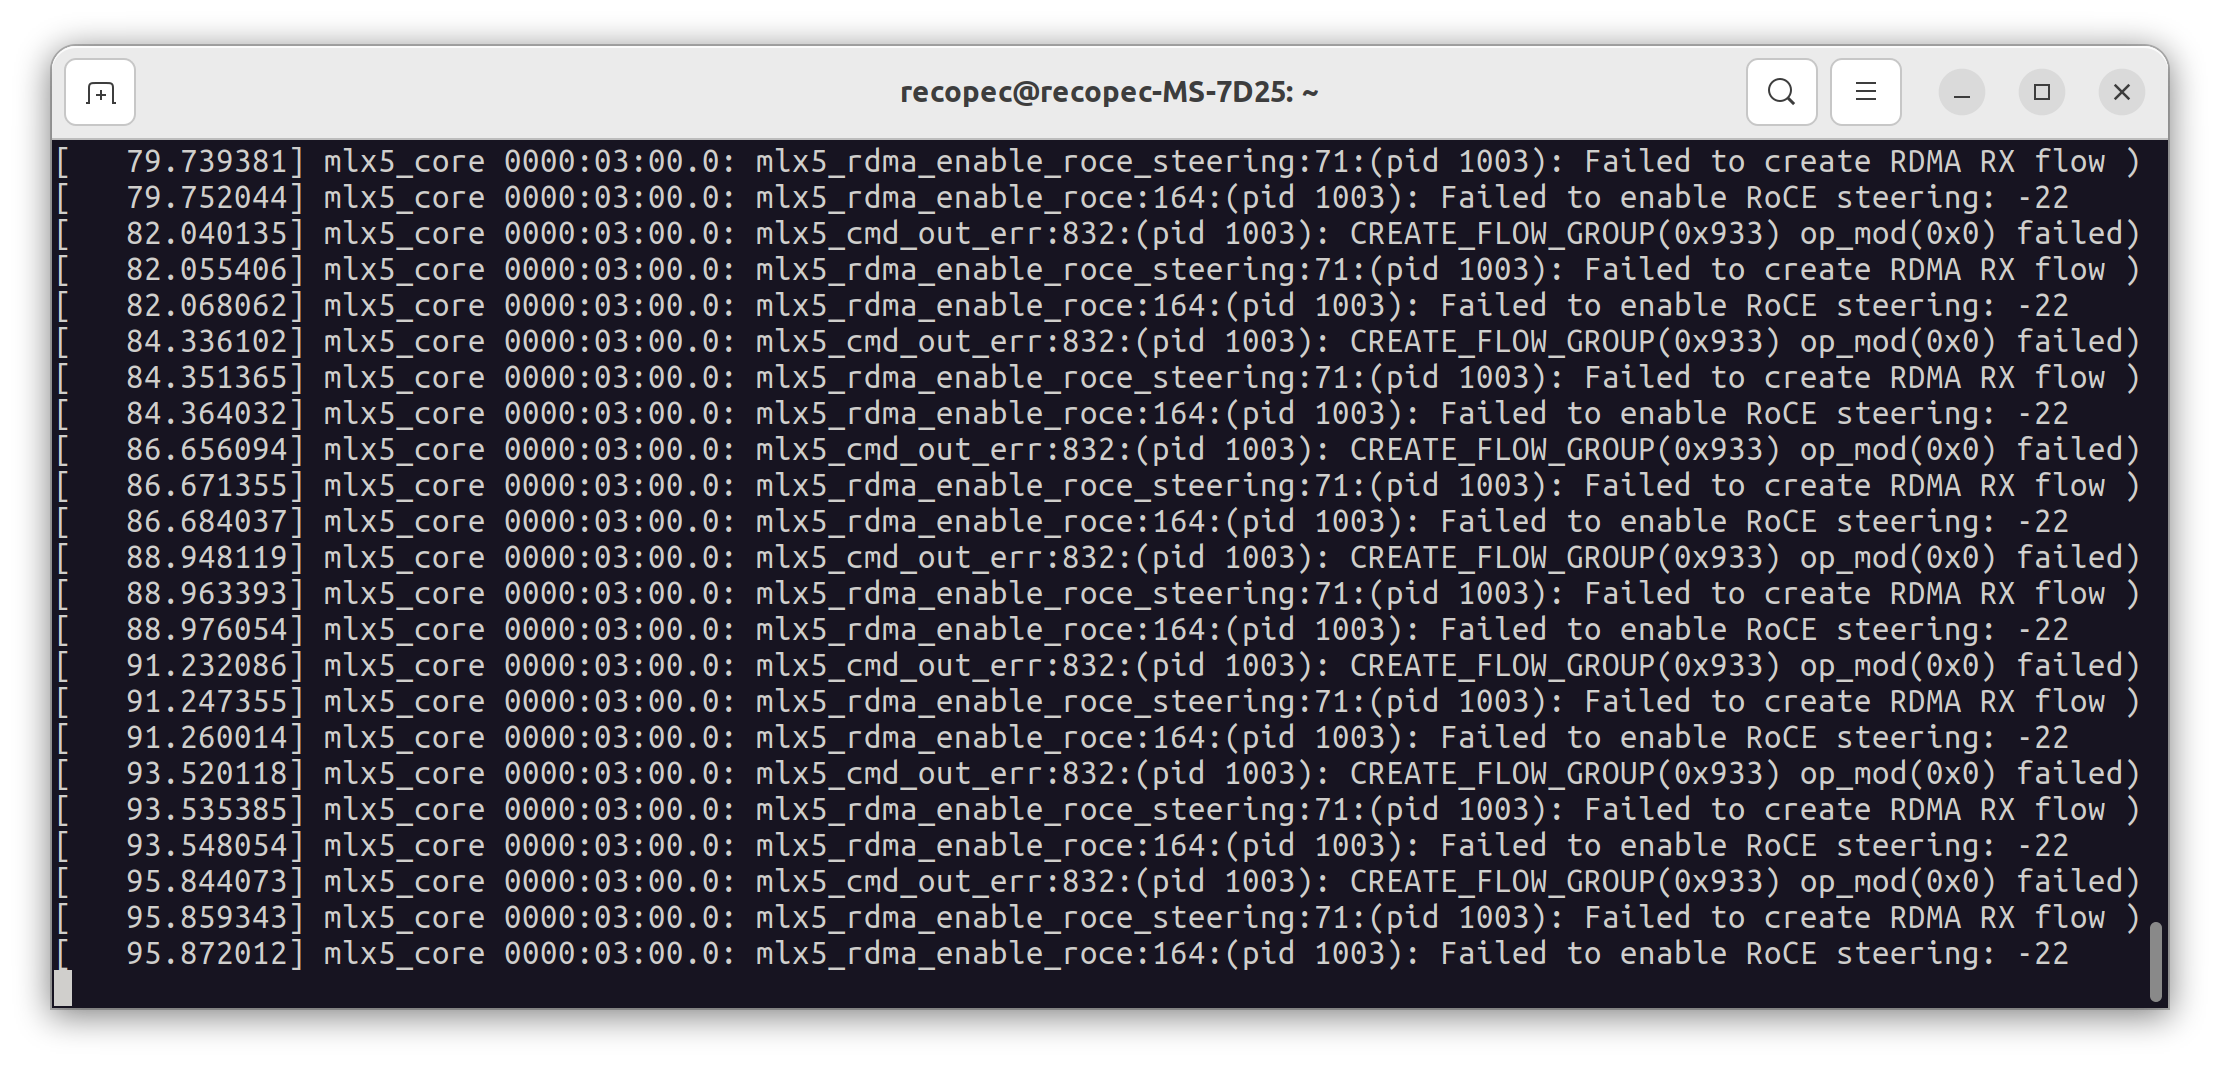 recopec@recopec-MS-7D25: ~
[   79.739381] mlx5_core 0000:03:00.0: mlx5_rdma_enable_roce_steering:71:(pid 1003): Failed to create RDMA RX flow )
[   79.752044] mlx5_core 0000:03:00.0: mlx5_rdma_enable_roce:164:(pid 1003): Failed to enable RoCE steering: -22
[   82.040135] mlx5_core 0000:03:00.0: mlx5_cmd_out_err:832:(pid 1003): CREATE_FLOW_GROUP(0x933) op_mod(0x0) failed)
[   82.055406] mlx5_core 0000:03:00.0: mlx5_rdma_enable_roce_steering:71:(pid 1003): Failed to create RDMA RX flow )
[   82.068062] mlx5_core 0000:03:00.0: mlx5_rdma_enable_roce:164:(pid 1003): Failed to enable RoCE steering: -22
[   84.336102] mlx5_core 0000:03:00.0: mlx5_cmd_out_err:832:(pid 1003): CREATE_FLOW_GROUP(0x933) op_mod(0x0) failed)
[   84.351365] mlx5_core 0000:03:00.0: mlx5_rdma_enable_roce_steering:71:(pid 1003): Failed to create RDMA RX flow )
[   84.364032] mlx5_core 0000:03:00.0: mlx5_rdma_enable_roce:164:(pid 1003): Failed to enable RoCE steering: -22
[   86.656094] mlx5_core 0000:03:00.0: mlx5_cmd_out_err:832:(pid 1003): CREATE_FLOW_GROUP(0x933) op_mod(0x0) failed)
[   86.671355] mlx5_core 0000:03:00.0: mlx5_rdma_enable_roce_steering:71:(pid 1003): Failed to create RDMA RX flow )
[   86.684037] mlx5_core 0000:03:00.0: mlx5_rdma_enable_roce:164:(pid 1003): Failed to enable RoCE steering: -22
[   88.948119] mlx5_core 0000:03:00.0: mlx5_cmd_out_err:832:(pid 1003): CREATE_FLOW_GROUP(0x933) op_mod(0x0) failed)
[   88.963393] mlx5_core 0000:03:00.0: mlx5_rdma_enable_roce_steering:71:(pid 1003): Failed to create RDMA RX flow )
[   88.976054] mlx5_core 0000:03:00.0: mlx5_rdma_enable_roce:164:(pid 1003): Failed to enable RoCE steering: -22
[   91.232086] mlx5_core 0000:03:00.0: mlx5_cmd_out_err:832:(pid 1003): CREATE_FLOW_GROUP(0x933) op_mod(0x0) failed)
[   91.247355] mlx5_core 0000:03:00.0: mlx5_rdma_enable_roce_steering:71:(pid 1003): Failed to create RDMA RX flow )
[   91.260014] mlx5_core 0000:03:00.0: mlx5_rdma_enable_roce:164:(pid 1003): Failed to enable RoCE steering: -22
[   93.520118] mlx5_core 0000:03:00.0: mlx5_cmd_out_err:832:(pid 1003): CREATE_FLOW_GROUP(0x933) op_mod(0x0) failed)
[   93.535385] mlx5_core 0000:03:00.0: mlx5_rdma_enable_roce_steering:71:(pid 1003): Failed to create RDMA RX flow )
[   93.548054] mlx5_core 0000:03:00.0: mlx5_rdma_enable_roce:164:(pid 1003): Failed to enable RoCE steering: -22
[   95.844073] mlx5_core 0000:03:00.0: mlx5_cmd_out_err:832:(pid 1003): CREATE_FLOW_GROUP(0x933) op_mod(0x0) failed)
[   95.859343] mlx5_core 0000:03:00.0: mlx5_rdma_enable_roce_steering:71:(pid 1003): Failed to create RDMA RX flow )
[   95.872012] mlx5_core 0000:03:00.0: mlx5_rdma_enable_roce:164:(pid 1003): Failed to enable RoCE steering: -22